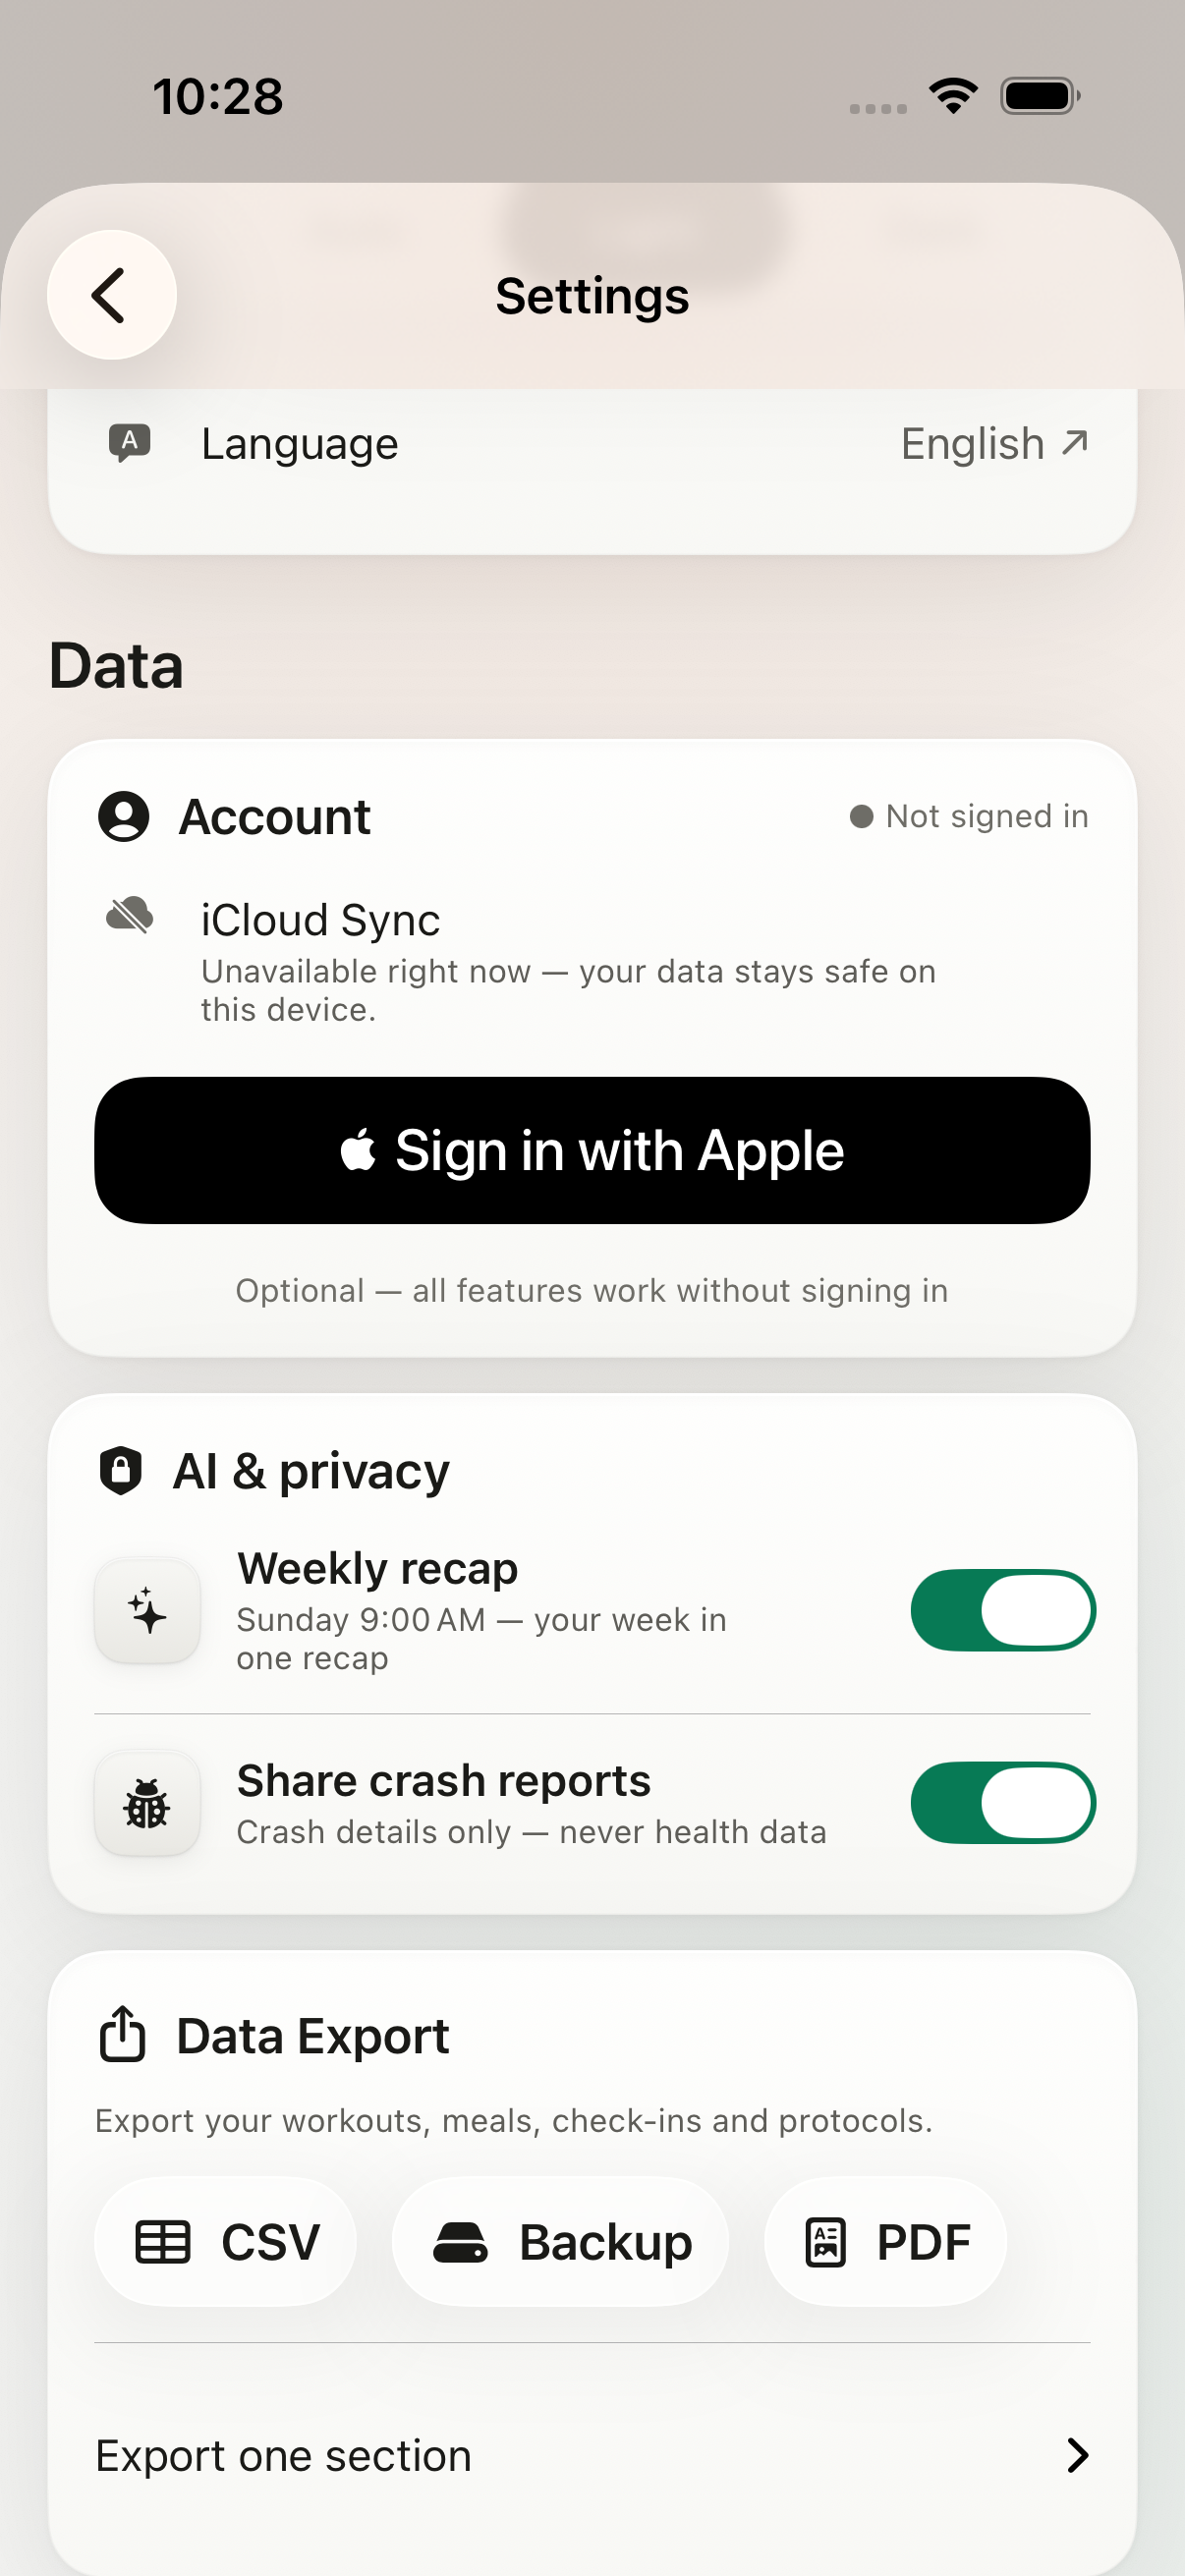 10:28
Settings
Language
English
Data
Account
Not signed in
iCloud Sync
Unavailable right now — your data stays safe on
this device.
Sign in with Apple
Optional — all features work without signing in
AI & privacy
Weekly recap
Sunday 9:00 AM — your week in
one recap
Share crash reports
Crash details only — never health data
Data Export
Export your workouts, meals, check-ins and protocols.
CSV
Backup
PDF
Export one section